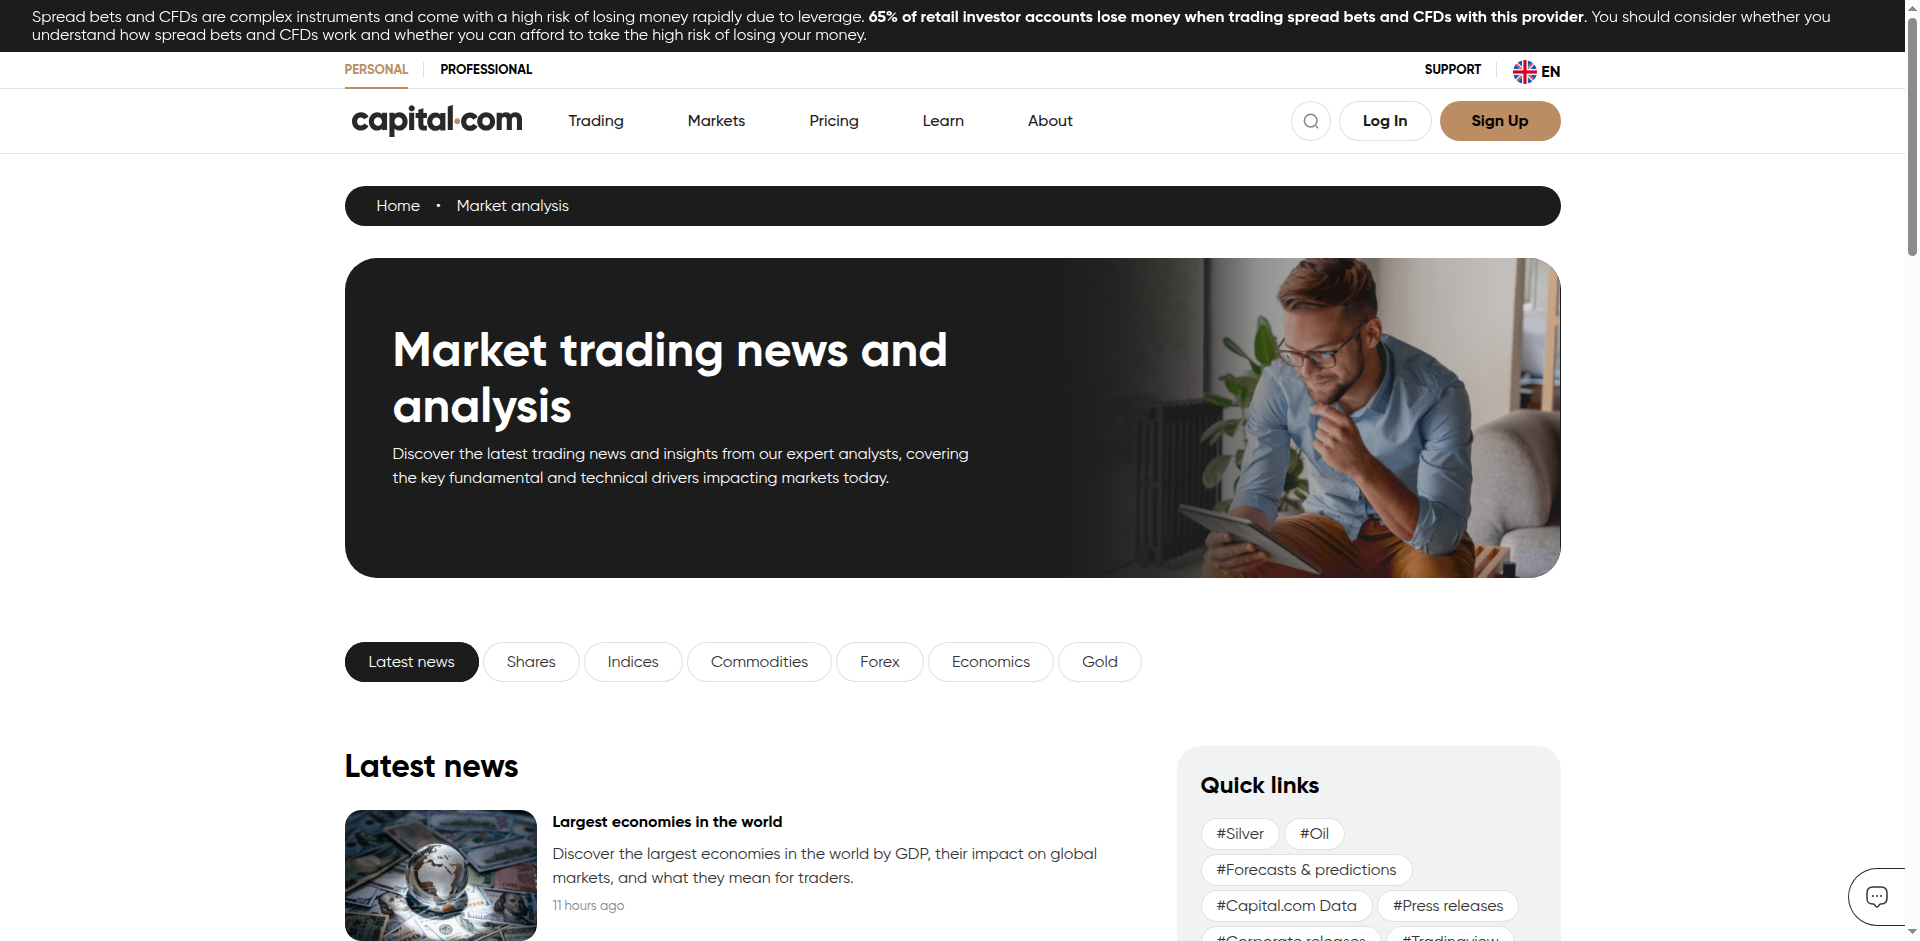 Spread bets and CFDs are complex instruments and come with a high risk of losing money rapidly due to leverage. 65% of retail investor accounts lose money when trading spread bets and CFDs with this provider. You should consider whether you
understand how spread bets and CFDs work and whether you can afford to take the high risk of losing your money.
PERSONAL PROFESSIONAL SUPPORT EN
capital.com Trading Markets Pricing Learn About Log In Sign Up
Home • Market analysis
Market trading news and
analysis
Discover the latest trading news and insights from our expert analysts, covering
the key fundamental and technical drivers impacting markets today.
Latest news Shares Indices Commodities Forex Economics Gold
Latest news
Largest economies in the world
Discover the largest economies in the world by GDP, their impact on global
markets, and what they mean for traders.
11 hours ago
Quick links
#Silver #Oil
#Forecasts & predictions
#Capital.com Data #Press releases
#Corporate releases #Tradingview